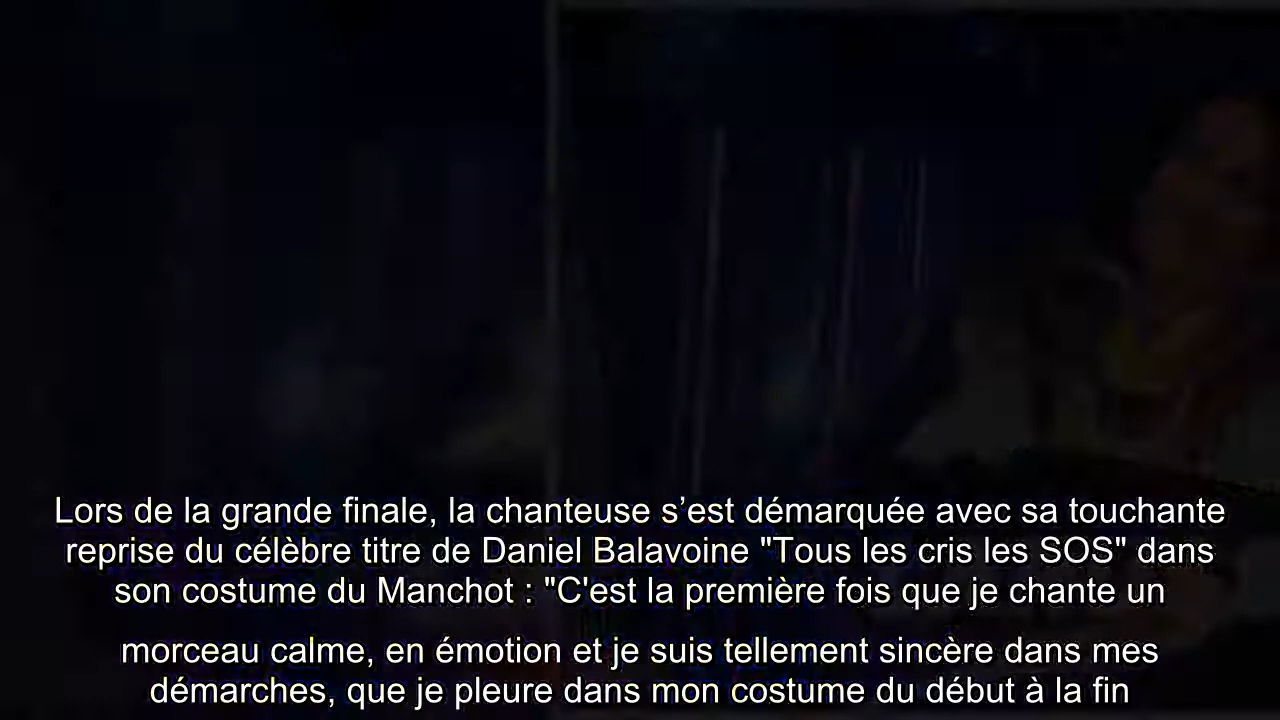 Lors de la grande finale, la chanteuse s’est démarquée avec sa touchante
reprise du célèbre titre de Daniel Balavoine "Tous les cris les SOS" dans
son costume du Manchot : "C'est la première fois que je chante un
morceau calme, en émotion et je suis tellement sincère dans mes
démarches, que je pleure dans mon costume du début à la fin